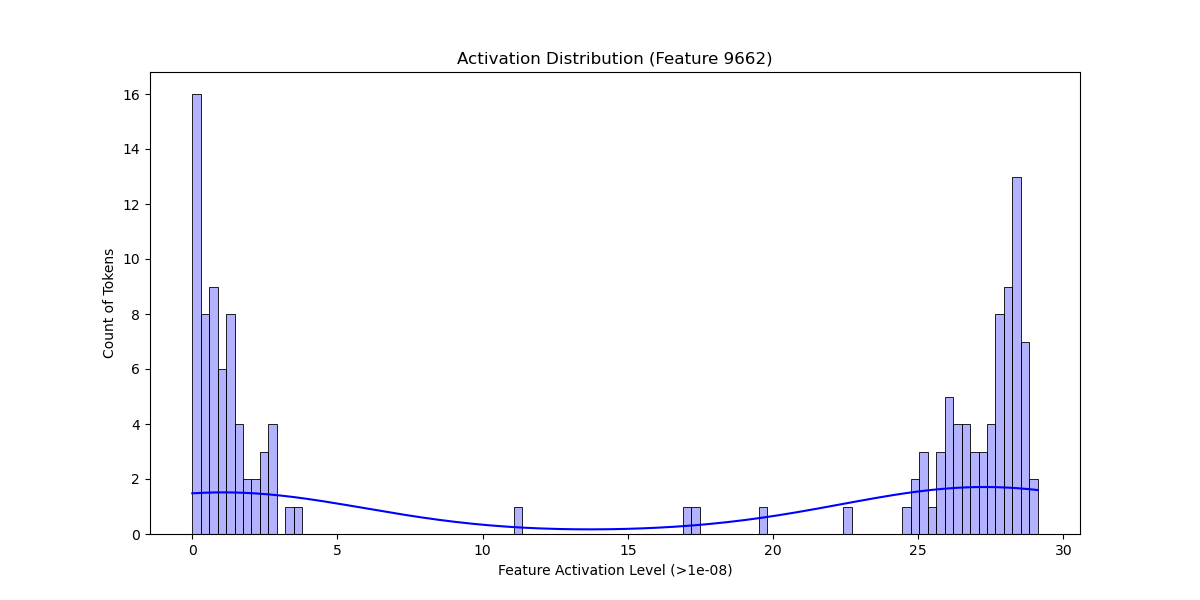 Activation Distribution (Feature 9662)
16
14
12
10
8
6
4
2
0
Count of Tokens
0 5 10 15 20 25 30
Feature Activation Level (>1e-08)